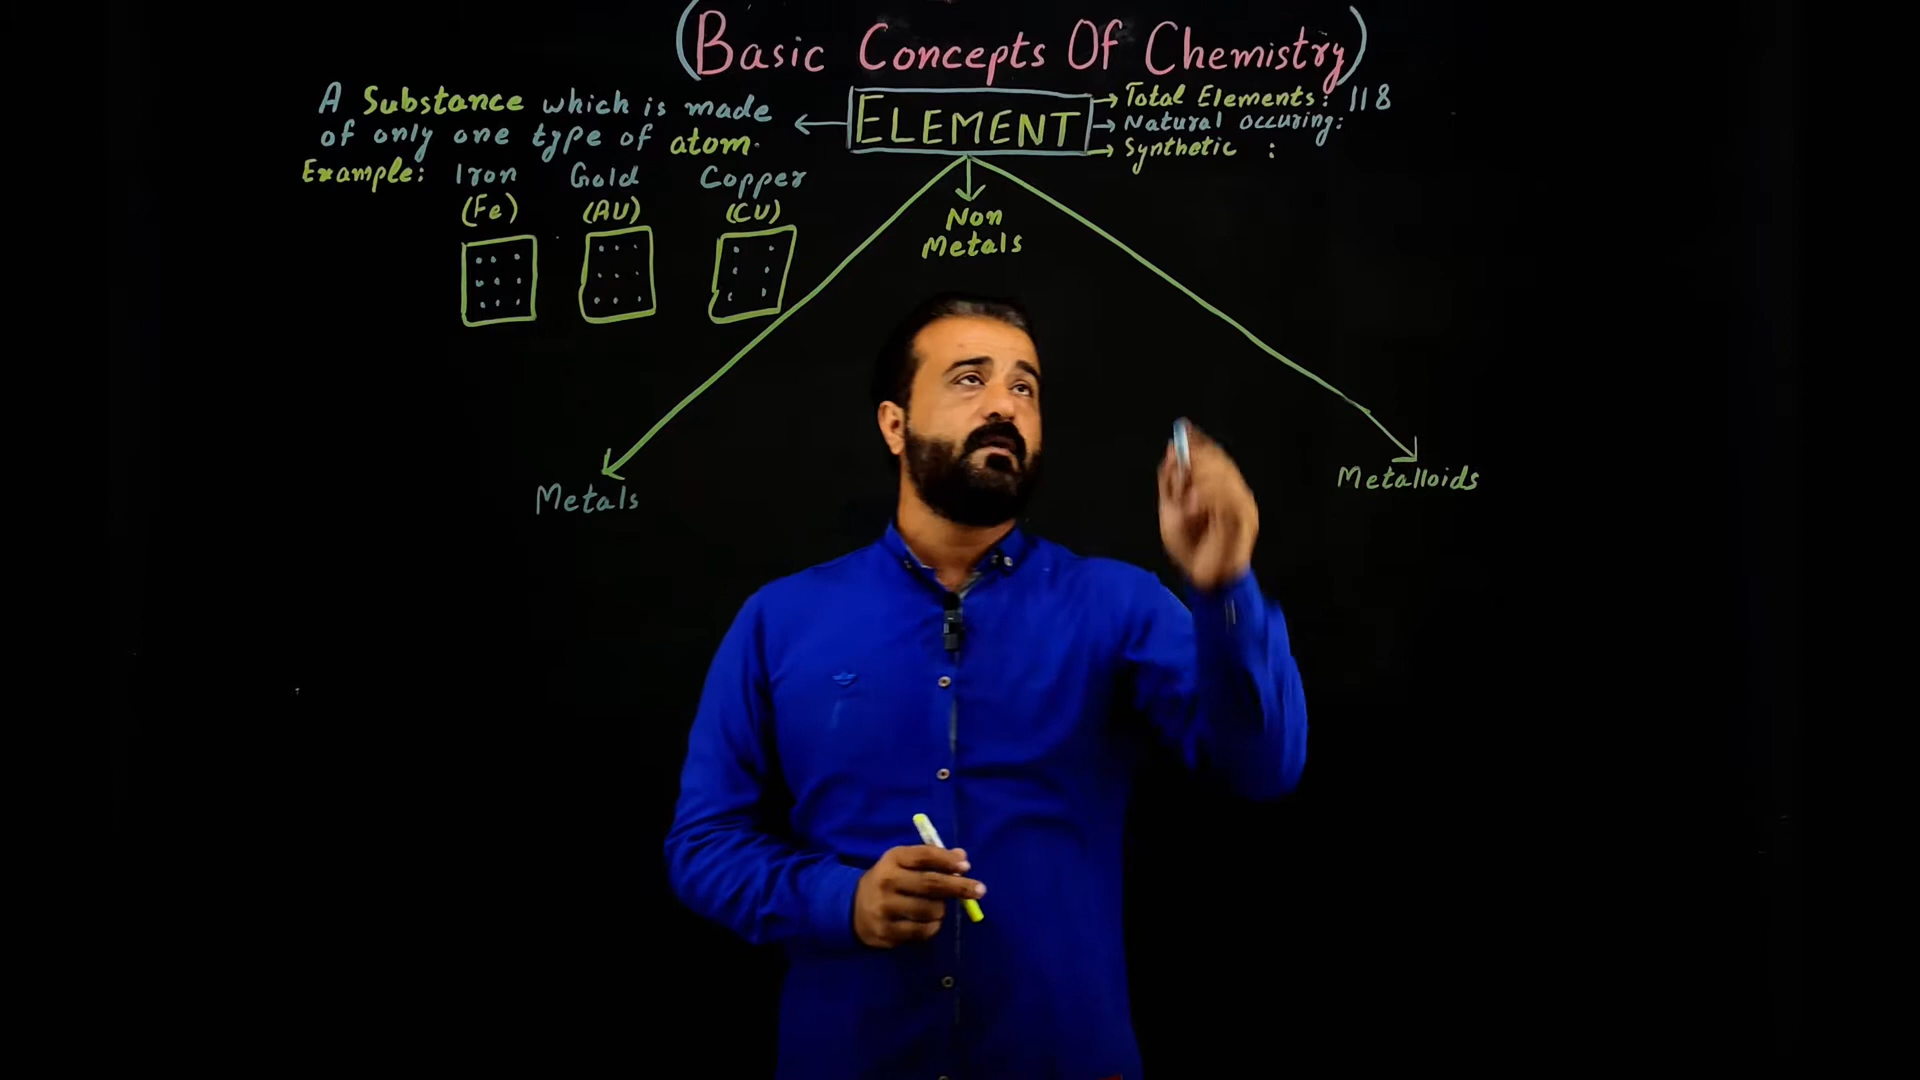 (Basic Concepts Of Chemistry)
A Substance which is made
of only one type of atom.
Example: Iron Gold Copper
(Fe) (AU) (CU)
ELEMENT
Total Elements: 118
Natural occuring:
Synthetic :
Non
Metals
Metals
Metalloids